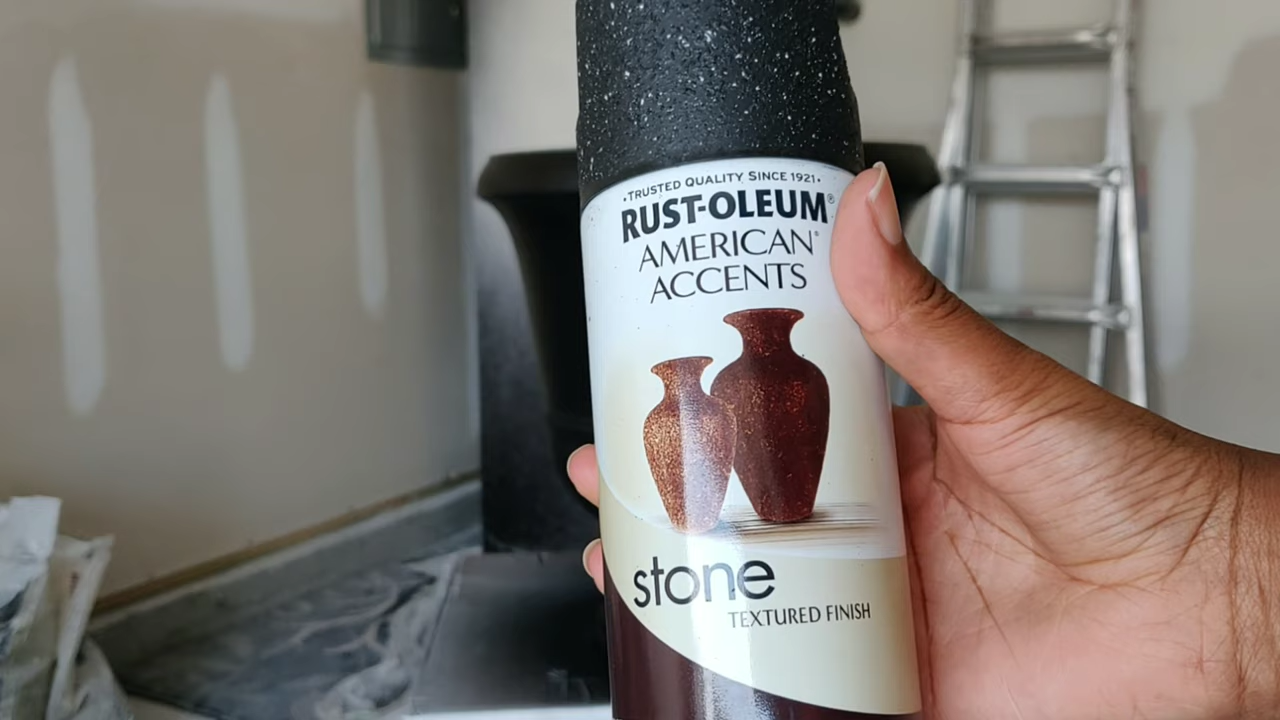 •TRUSTED QUALITY SINCE 1921•
RUST-OLEUM®
AMERICAN®
ACCENTS
stone
TEXTURED FINISH